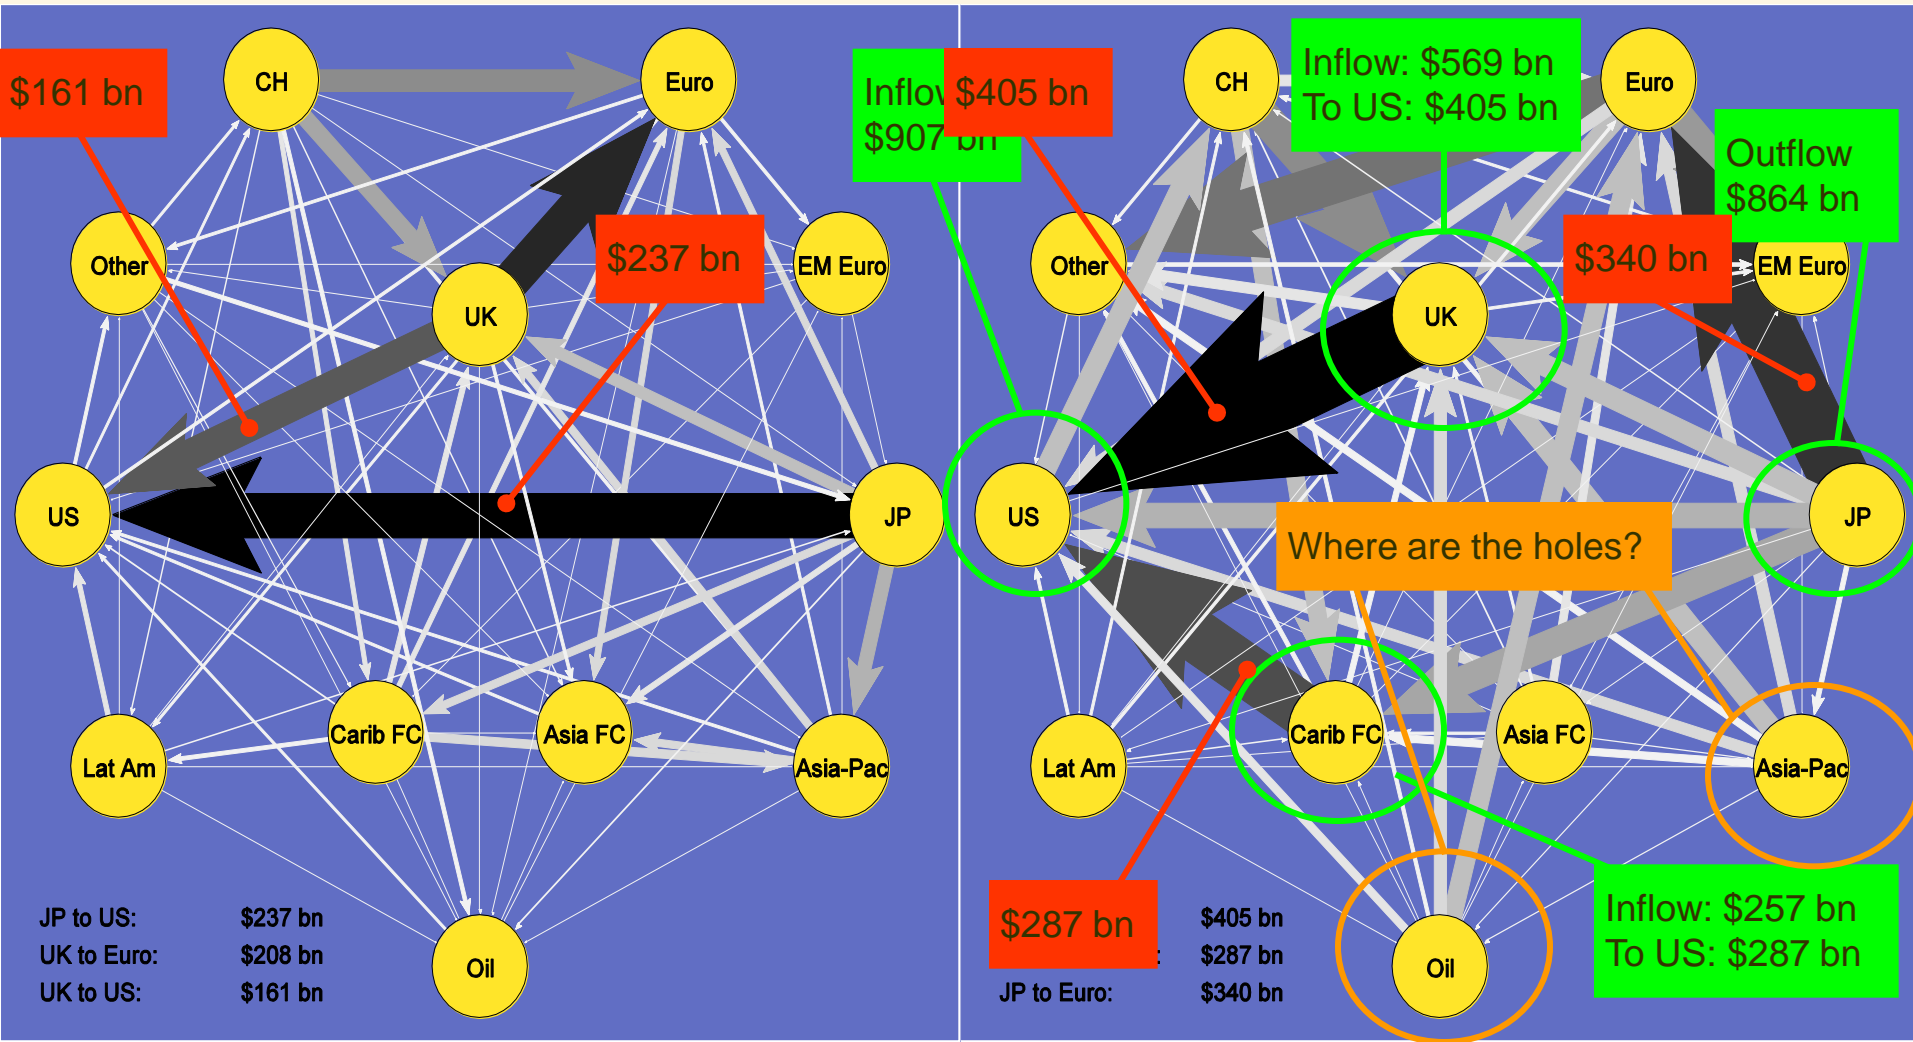 CH
Euro
$161 bn
Other
EM Euro
$237 bn
UK
US
JP
Carib FC
Asia FC
Lat Am
Asia-Pac
Oil
JP to US: $237 bn
UK to Euro: $208 bn
UK to US: $161 bn
$907 bn
$405 bn
CH
Inflow: $569 bn
To US: $405 bn
Euro
Outflow
$864 bn
Other
$340 bn
EM Euro
UK
US
JP
Where are the holes?
Carib FC
Asia FC
Lat Am
Asia-Pac
$287 bn
Oil
Inflow: $257 bn
To US: $287 bn
$405 bn
: $287 bn
JP to Euro: $340 bn